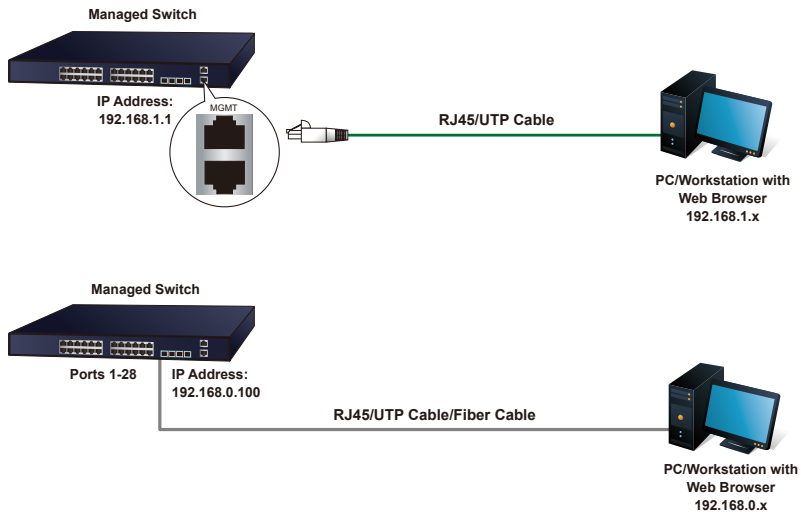 Managed Switch
IP Address:
192.168.1.1
MGMT
RJ45/UTP Cable
PC/Workstation with
Web Browser
192.168.1.x
Managed Switch
Ports 1-28
IP Address:
192.168.0.100
RJ45/UTP Cable/Fiber Cable
PC/Workstation with
Web Browser
192.168.0.x